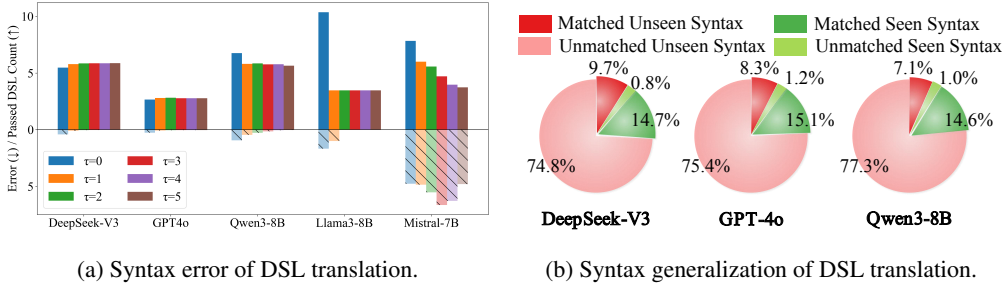 Error (↓) / Passed DSL Count (↑)
10
5
0
5
τ=0 τ=3
τ=1 τ=4
τ=2 τ=5
DeepSeek-V3 GPT4o Qwen3-8B Llama3-8B Mistral-7B
(a) Syntax error of DSL translation.
Matched Unseen Syntax Matched Seen Syntax
Unmatched Unseen Syntax Unmatched Seen Syntax
9.7% 8.3% 7.1%
0.8% 1.2% 1.0%
14.7% 15.1% 14.6%
74.8% 75.4% 77.3%
DeepSeek-V3 GPT-4o Qwen3-8B
(b) Syntax generalization of DSL translation.